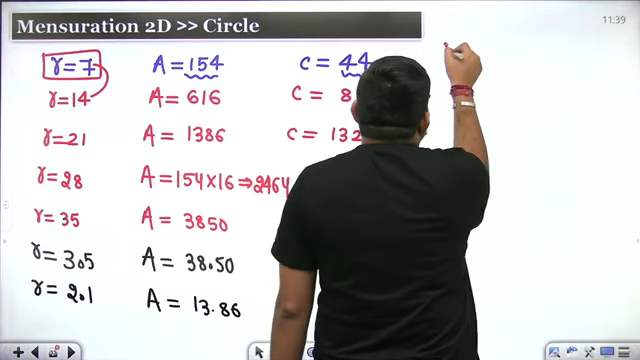 Mensuration 2D >> Circle
11:39
r = 7 A = 154 C = 44
r = 14 A = 616 C = 8
r = 21 A = 1386 C = 132
r = 28 A = 154 × 16 ⇒ 2464
r = 35 A = 3850
r = 3.5 A = 38.50
r = 2.1 A = 13.86